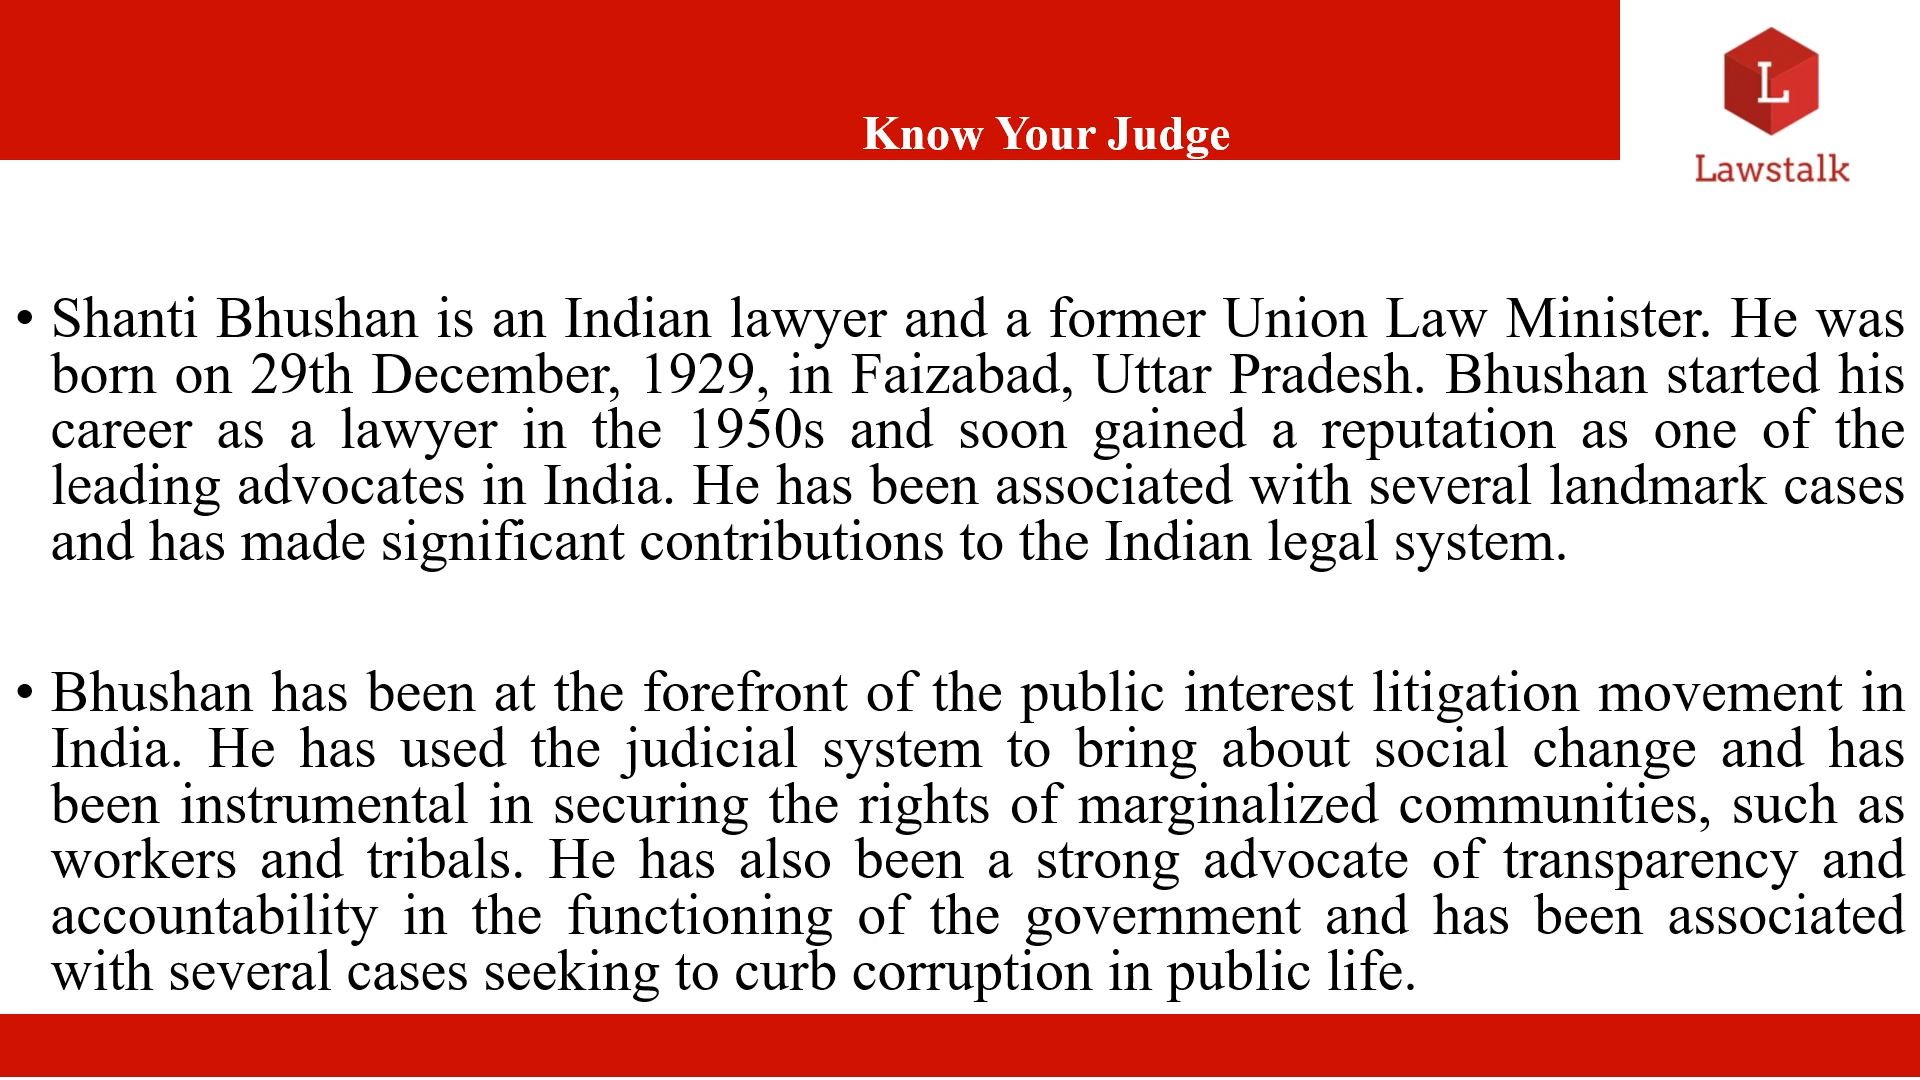 L
Know Your Judge
Lawstalk
• Shanti Bhushan is an Indian lawyer and a former Union Law Minister. He was
born on 29th December, 1929, in Faizabad, Uttar Pradesh. Bhushan started his
career as a lawyer in the 1950s and soon gained a reputation as one of the
leading advocates in India. He has been associated with several landmark cases
and has made significant contributions to the Indian legal system.
• Bhushan has been at the forefront of the public interest litigation movement in
India. He has used the judicial system to bring about social change and has
been instrumental in securing the rights of marginalized communities, such as
workers and tribals. He has also been a strong advocate of transparency and
accountability in the functioning of the government and has been associated
with several cases seeking to curb corruption in public life.